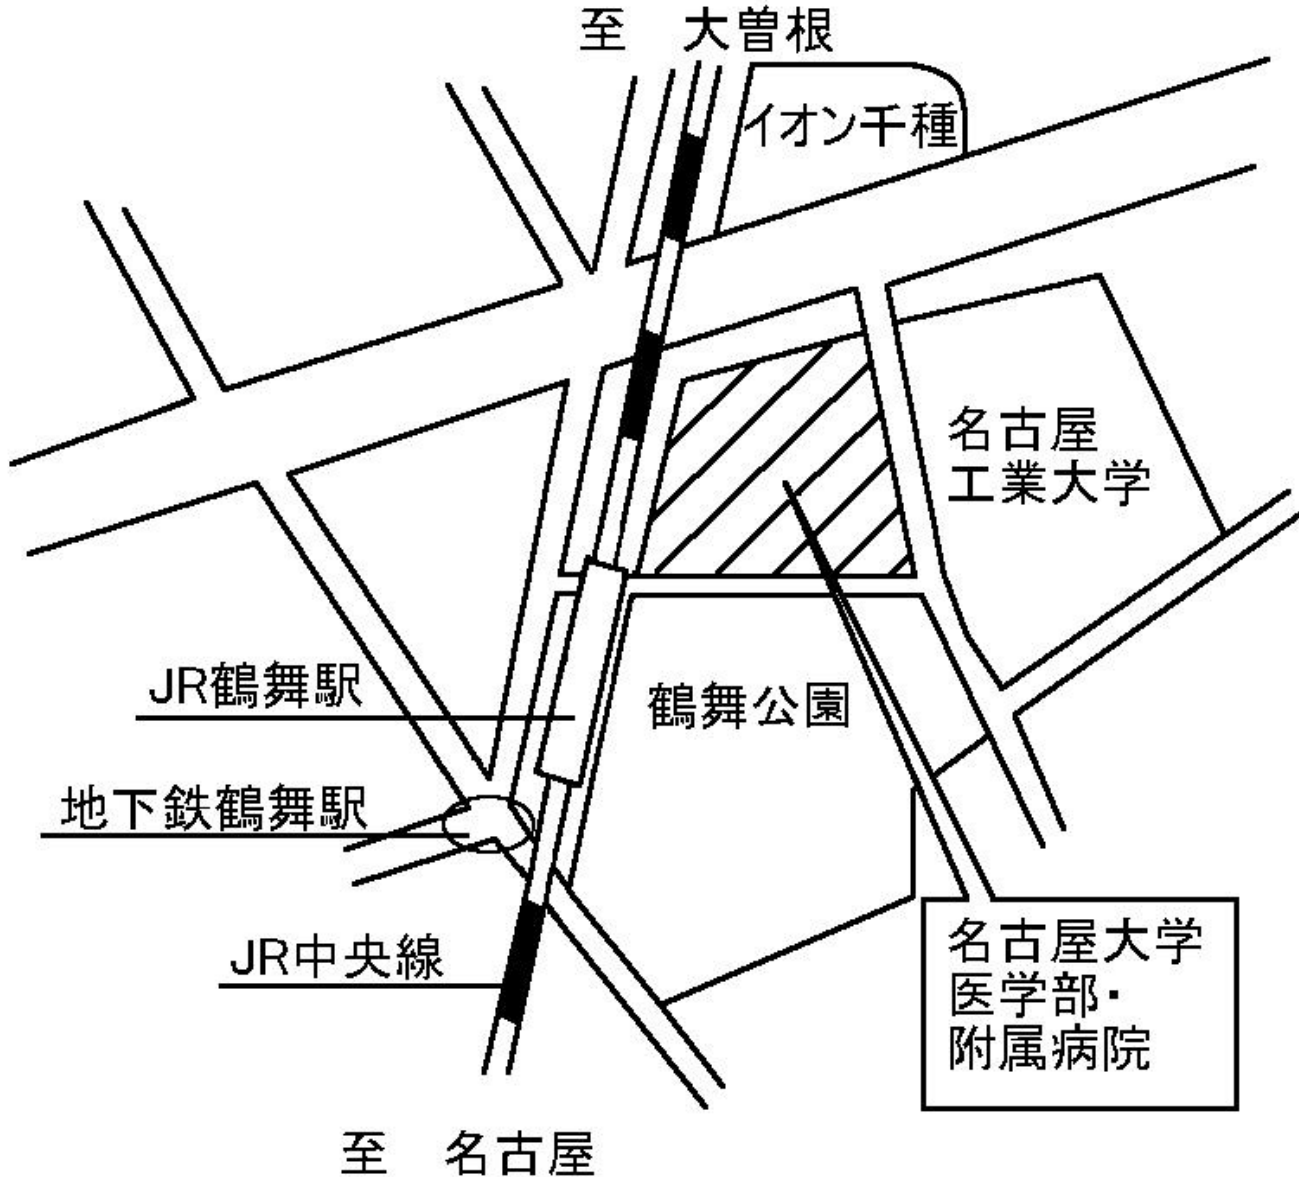 至　大曽根
イオン千種
名古屋
工業大学
JR鶴舞駅
鶴舞公園
地下鉄鶴舞駅
JR中央線
名古屋大学
医学部・
附属病院
至　名古屋